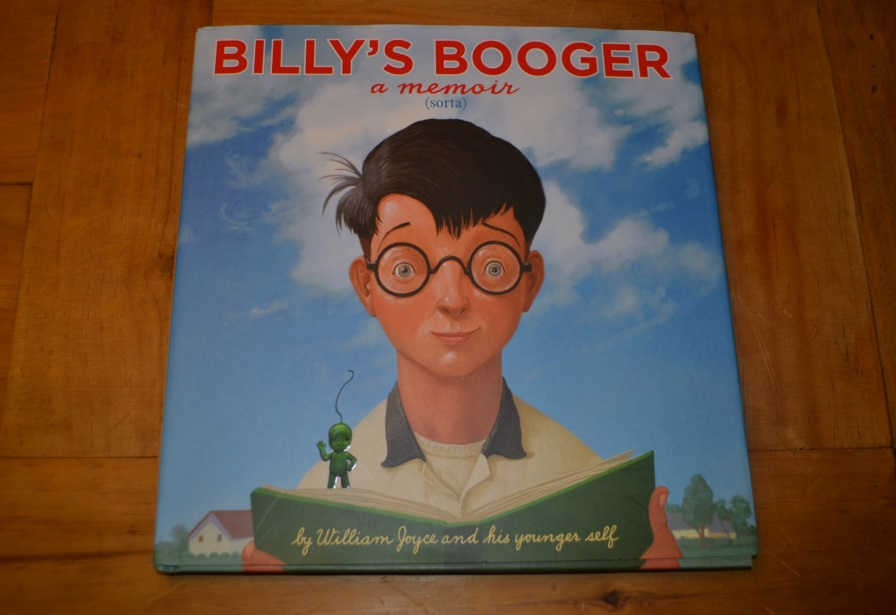 BILLY'S BOOGER
a memoir
(sorta)
by William Joyce and his younger self